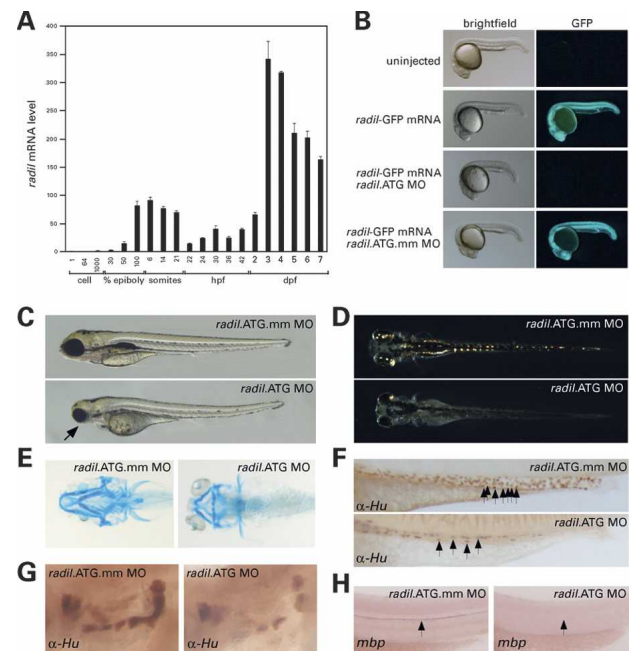 A
radil mRNA level
400
350
300
250
200
150
100
50
0
1 64 1000 30 50 100 6 14 21 22 24 30 36 42 2 3 4 5 6 7
cell % epiboly somites hpf dpf
B
brightfield GFP
uninjected
radil-GFP mRNA
radil-GFP mRNA
radil.ATG MO
radil-GFP mRNA
radil.ATG.mm MO
C
radil.ATG.mm MO
radil.ATG MO
D
radil.ATG.mm MO
radil.ATG MO
E
radil.ATG.mm MO radil.ATG MO
F
radil.ATG.mm MO
α-Hu
radil.ATG MO
α-Hu
G
radil.ATG.mm MO radil.ATG MO
α-Hu α-Hu
H
radil.ATG.mm MO radil.ATG MO
mbp mbp